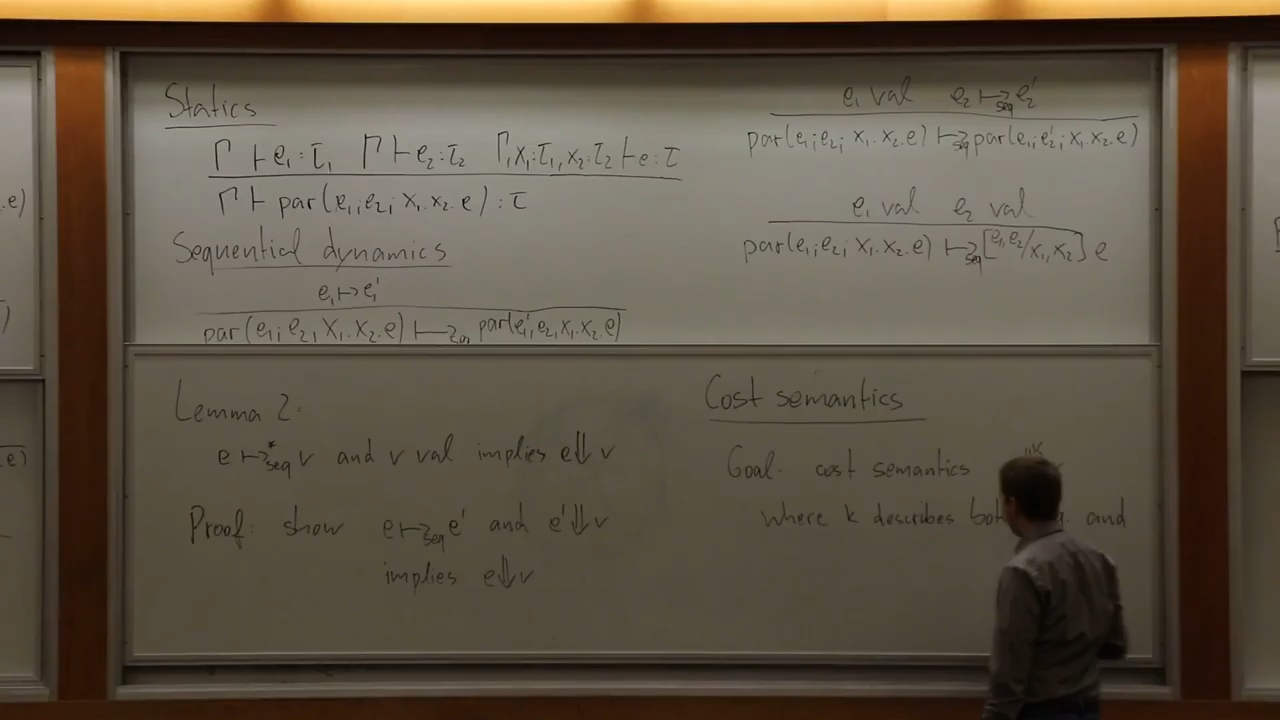 Statics
Γ ⊢ e₁ : τ₁ Γ ⊢ e₂ : τ₂ Γ, x₁:τ₁, x₂:τ₂ ⊢ e : τ
Γ ⊢ par(e₁; e₂; x₁.x₂.e) : τ
Sequential dynamics
e₁ ↦ e₁'
par(e₁; e₂; x₁.x₂.e) ↦ par(e₁'; e₂; x₁.x₂.e)
e₁ val e₂ ↦seq e₂'
par(e₁; e₂; x₁.x₂.e) ↦seq par(e₁; e₂'; x₁.x₂.e)
e₁ val e₂ val
par(e₁; e₂; x₁.x₂.e) ↦seq [e₁,e₂/x₁,x₂] e
Lemma 2.
e ↦*seq v and v val implies e⇓v
Proof: show e ↦seq e' and e'⇓v
implies e⇓v
Cost semantics
Goal: cost semantics
where k describes and
.e)
)
e)